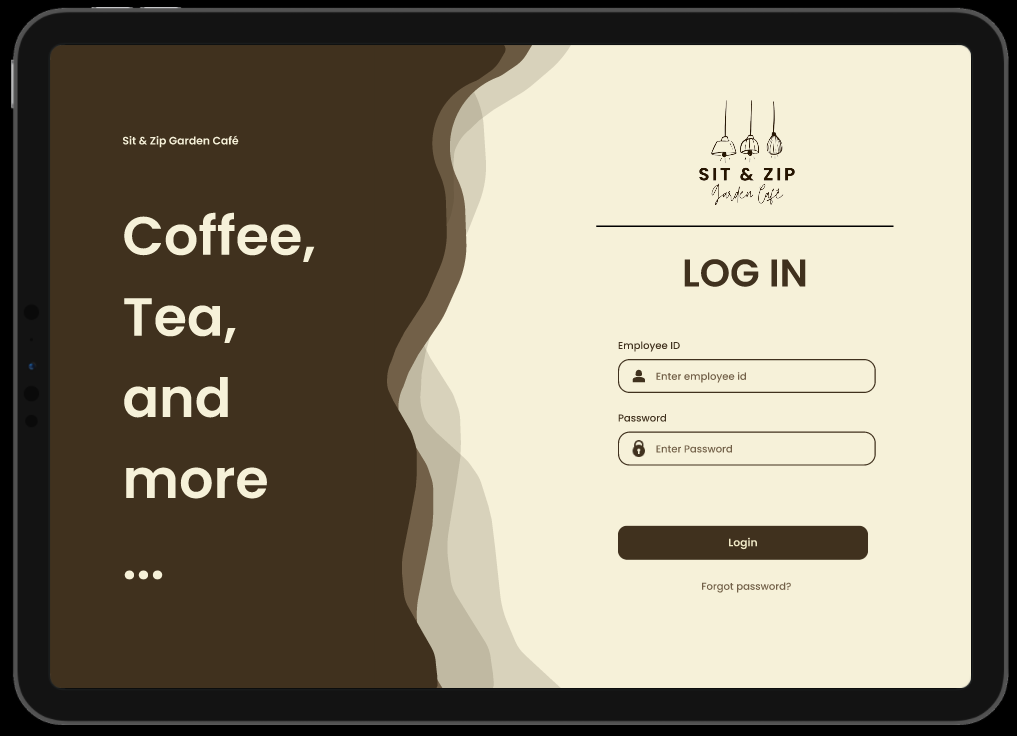 Sit & Zip Garden Café
Coffee,
Tea,
and
more
...
SIT & ZIP
Garden Café
LOG IN
Employee ID
Enter employee id
Password
Enter Password
Login
Forgot password?